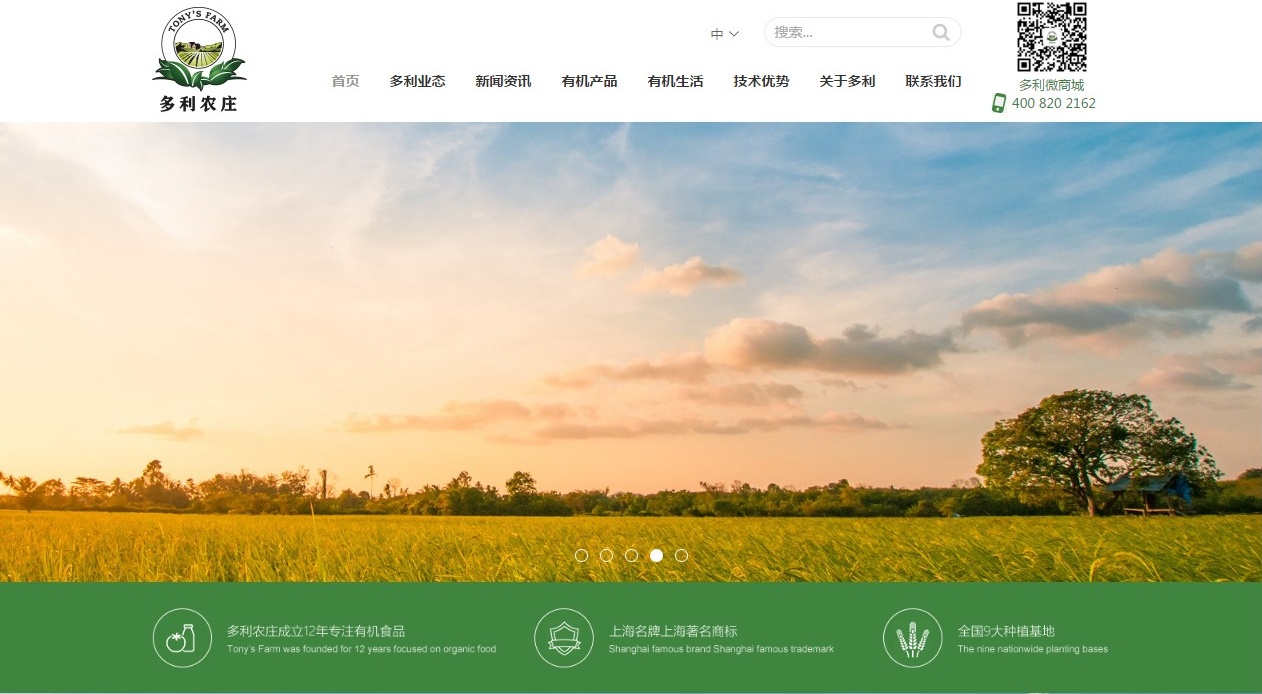 TONY'S FARM
多利农庄
中
搜索...
首页
多利业态
新闻资讯
有机产品
有机生活
技术优势
关于多利
联系我们
多利微商城
400 820 2162
多利农庄成立12年专注有机食品
Tony's Farm was founded for 12 years focused on organic food
上海名牌上海著名商标
Shanghai famous brand Shanghai famous trademark
全国9大种植基地
The nine nationwide planting bases